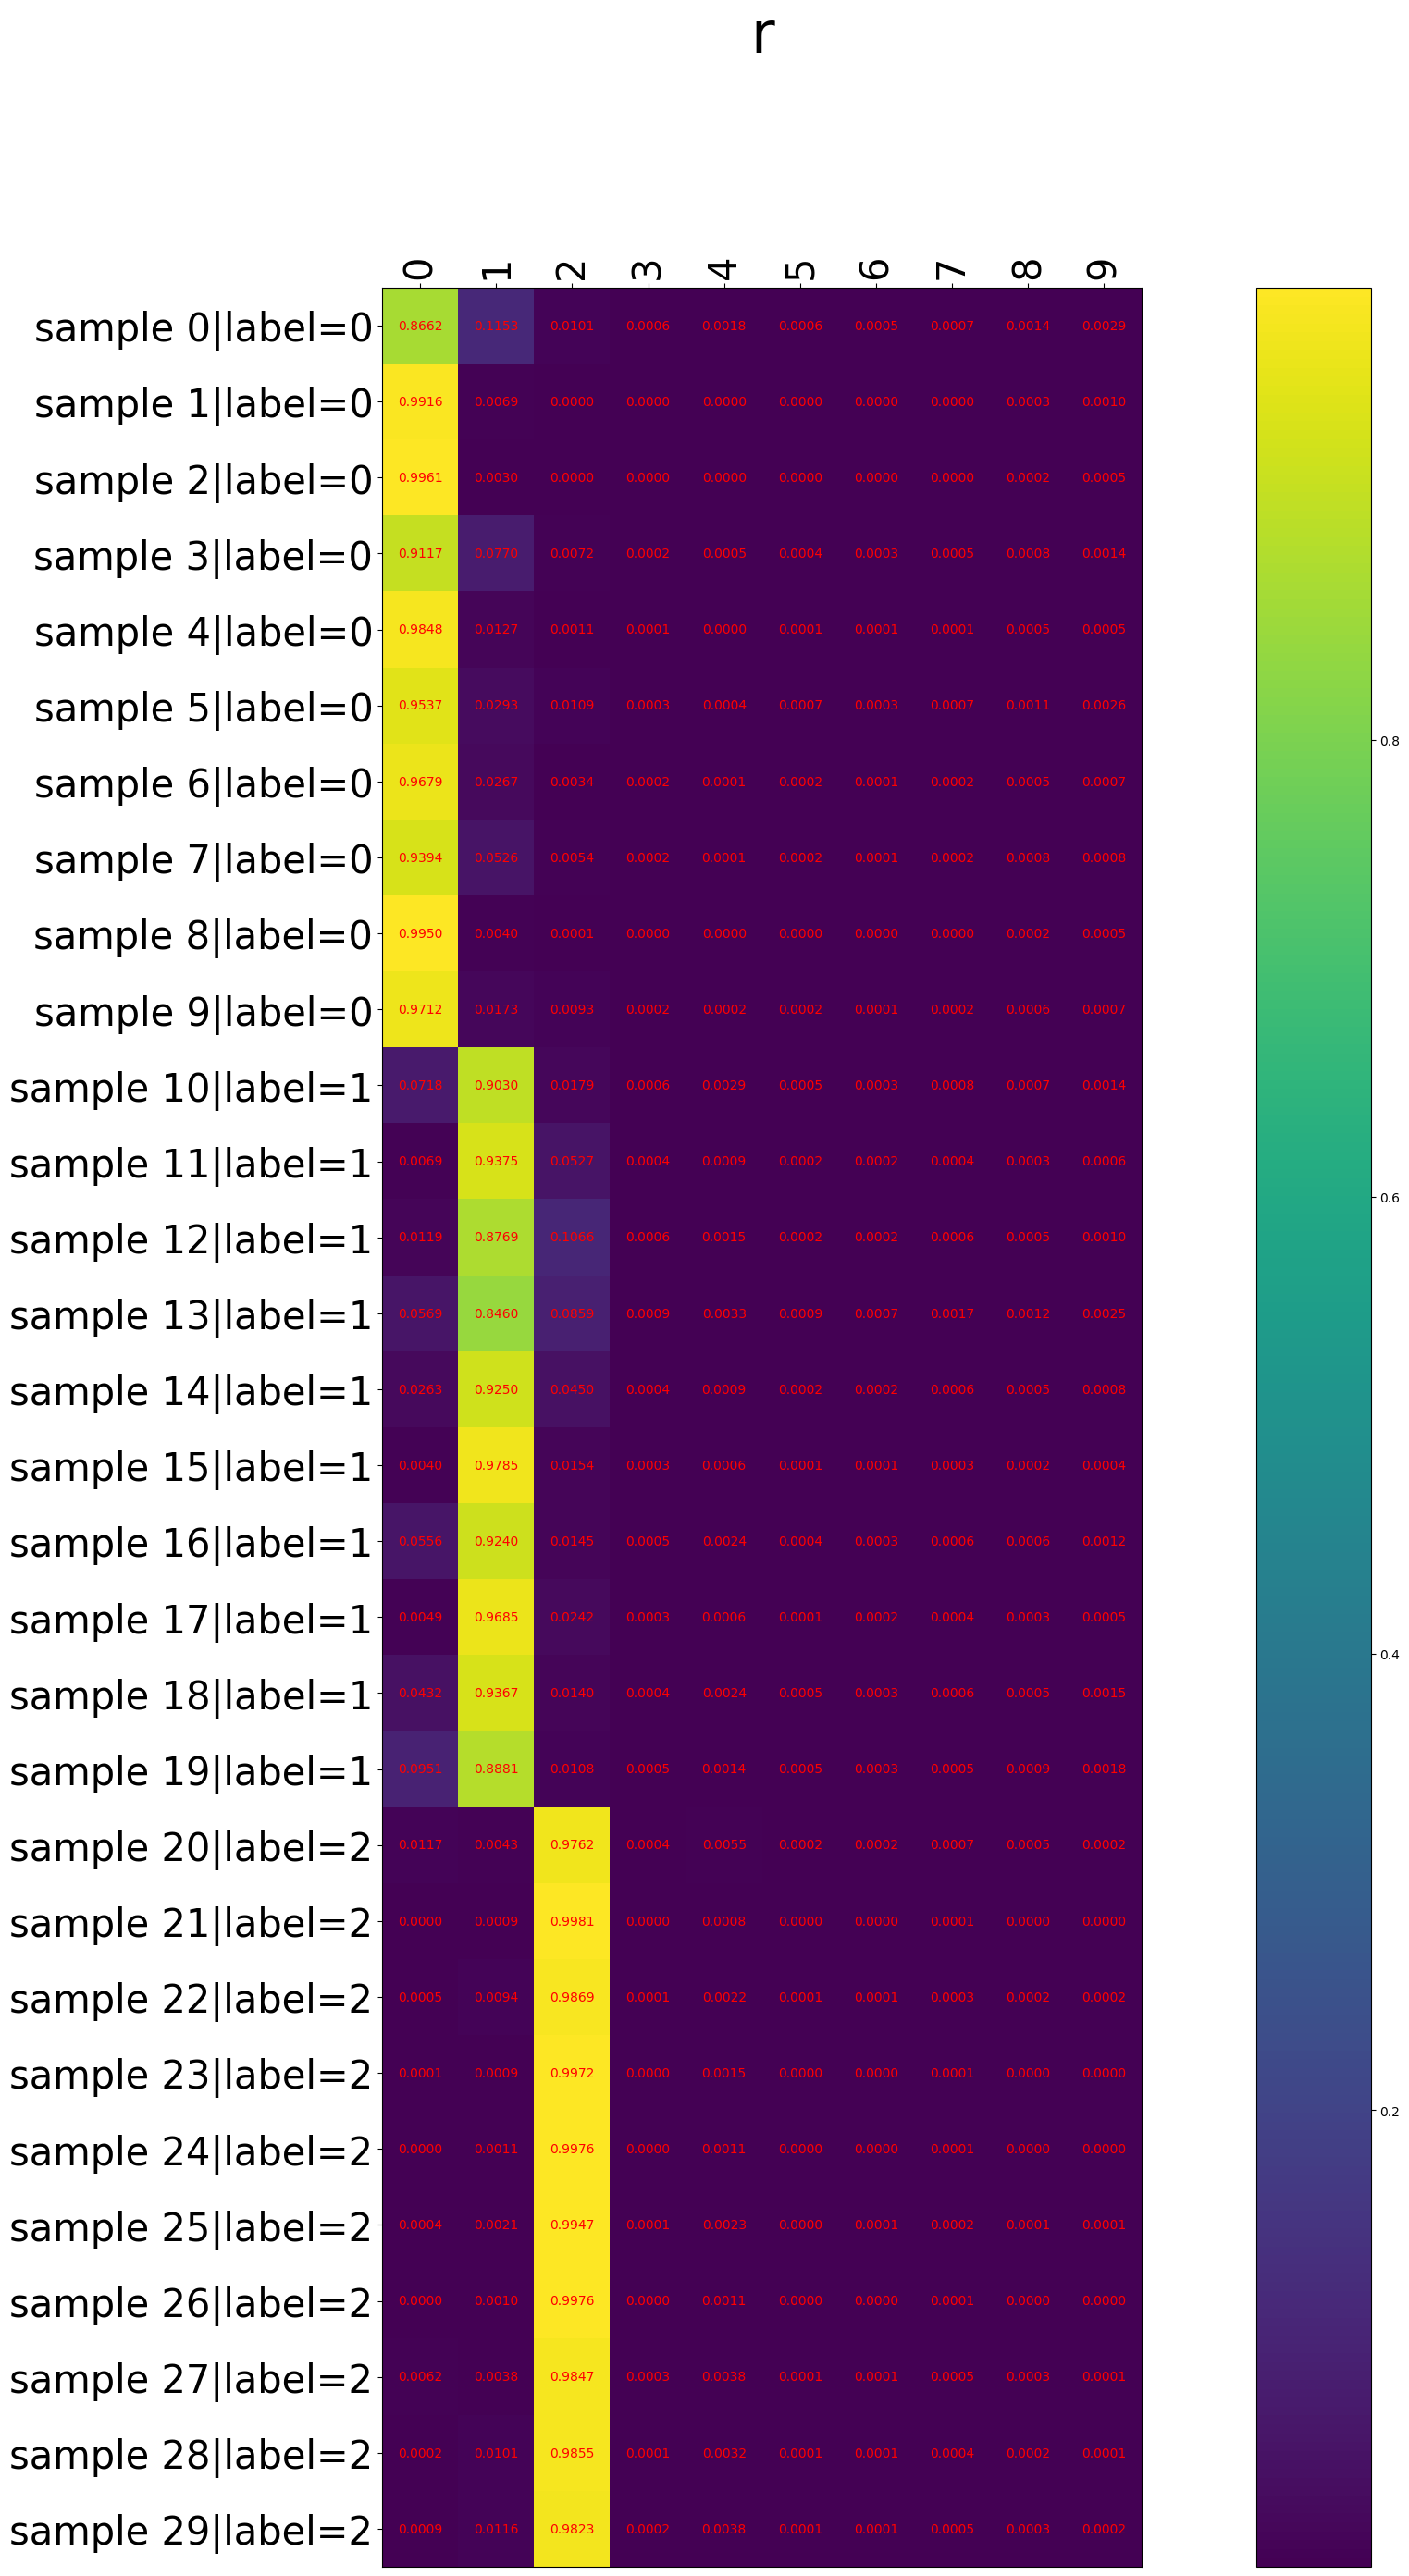 r
0 1 2 3 4 5 6 7 8 9
sample 0|label=0 0.8662 0.1153 0.0101 0.0006 0.0018 0.0006 0.0005 0.0007 0.0014 0.0029
sample 1|label=0 0.9916 0.0069 0.0000 0.0000 0.0000 0.0000 0.0000 0.0000 0.0003 0.0010
sample 2|label=0 0.9961 0.0030 0.0000 0.0000 0.0000 0.0000 0.0000 0.0000 0.0002 0.0005
sample 3|label=0 0.9117 0.0770 0.0072 0.0002 0.0005 0.0004 0.0003 0.0005 0.0008 0.0014
sample 4|label=0 0.9848 0.0127 0.0011 0.0001 0.0000 0.0001 0.0001 0.0001 0.0005 0.0005
sample 5|label=0 0.9537 0.0293 0.0109 0.0003 0.0004 0.0007 0.0003 0.0007 0.0011 0.0026
sample 6|label=0 0.9679 0.0267 0.0034 0.0002 0.0001 0.0002 0.0001 0.0002 0.0005 0.0007
0.8
sample 7|label=0 0.9394 0.0526 0.0054 0.0002 0.0001 0.0002 0.0001 0.0002 0.0008 0.0008
sample 8|label=0 0.9950 0.0040 0.0001 0.0000 0.0000 0.0000 0.0000 0.0000 0.0002 0.0005
sample 9|label=0 0.9712 0.0173 0.0093 0.0002 0.0002 0.0002 0.0001 0.0002 0.0006 0.0007
sample 10|label=1 0.0718 0.9030 0.0179 0.0006 0.0029 0.0005 0.0003 0.0008 0.0007 0.0014
sample 11|label=1 0.0069 0.9375 0.0527 0.0004 0.0009 0.0002 0.0002 0.0004 0.0003 0.0006
0.6
sample 12|label=1 0.0119 0.8769 0.1066 0.0006 0.0015 0.0002 0.0002 0.0006 0.0005 0.0010
sample 13|label=1 0.0569 0.8460 0.0859 0.0009 0.0033 0.0009 0.0007 0.0017 0.0012 0.0025
sample 14|label=1 0.0263 0.9250 0.0450 0.0004 0.0009 0.0002 0.0002 0.0006 0.0005 0.0008
sample 15|label=1 0.0040 0.9785 0.0154 0.0003 0.0006 0.0001 0.0001 0.0003 0.0002 0.0004
sample 16|label=1 0.0556 0.9240 0.0145 0.0005 0.0024 0.0004 0.0003 0.0006 0.0006 0.0012
sample 17|label=1 0.0049 0.9685 0.0242 0.0003 0.0006 0.0001 0.0002 0.0004 0.0003 0.0005
0.4
sample 18|label=1 0.0432 0.9367 0.0140 0.0004 0.0024 0.0005 0.0003 0.0006 0.0005 0.0015
sample 19|label=1 0.0951 0.8881 0.0108 0.0005 0.0014 0.0005 0.0003 0.0005 0.0009 0.0018
sample 20|label=2 0.0117 0.0043 0.9762 0.0004 0.0055 0.0002 0.0002 0.0007 0.0005 0.0002
sample 21|label=2 0.0000 0.0009 0.9981 0.0000 0.0008 0.0000 0.0000 0.0001 0.0000 0.0000
sample 22|label=2 0.0005 0.0094 0.9869 0.0001 0.0022 0.0001 0.0001 0.0003 0.0002 0.0002
sample 23|label=2 0.0001 0.0009 0.9972 0.0000 0.0015 0.0000 0.0000 0.0001 0.0000 0.0000
0.2
sample 24|label=2 0.0000 0.0011 0.9976 0.0000 0.0011 0.0000 0.0000 0.0001 0.0000 0.0000
sample 25|label=2 0.0004 0.0021 0.9947 0.0001 0.0023 0.0000 0.0001 0.0002 0.0001 0.0001
sample 26|label=2 0.0000 0.0010 0.9976 0.0000 0.0011 0.0000 0.0000 0.0001 0.0000 0.0000
sample 27|label=2 0.0062 0.0038 0.9847 0.0003 0.0038 0.0001 0.0001 0.0005 0.0003 0.0001
sample 28|label=2 0.0002 0.0101 0.9855 0.0001 0.0032 0.0001 0.0001 0.0004 0.0002 0.0001
sample 29|label=2 0.0009 0.0116 0.9823 0.0002 0.0038 0.0001 0.0001 0.0005 0.0003 0.0002